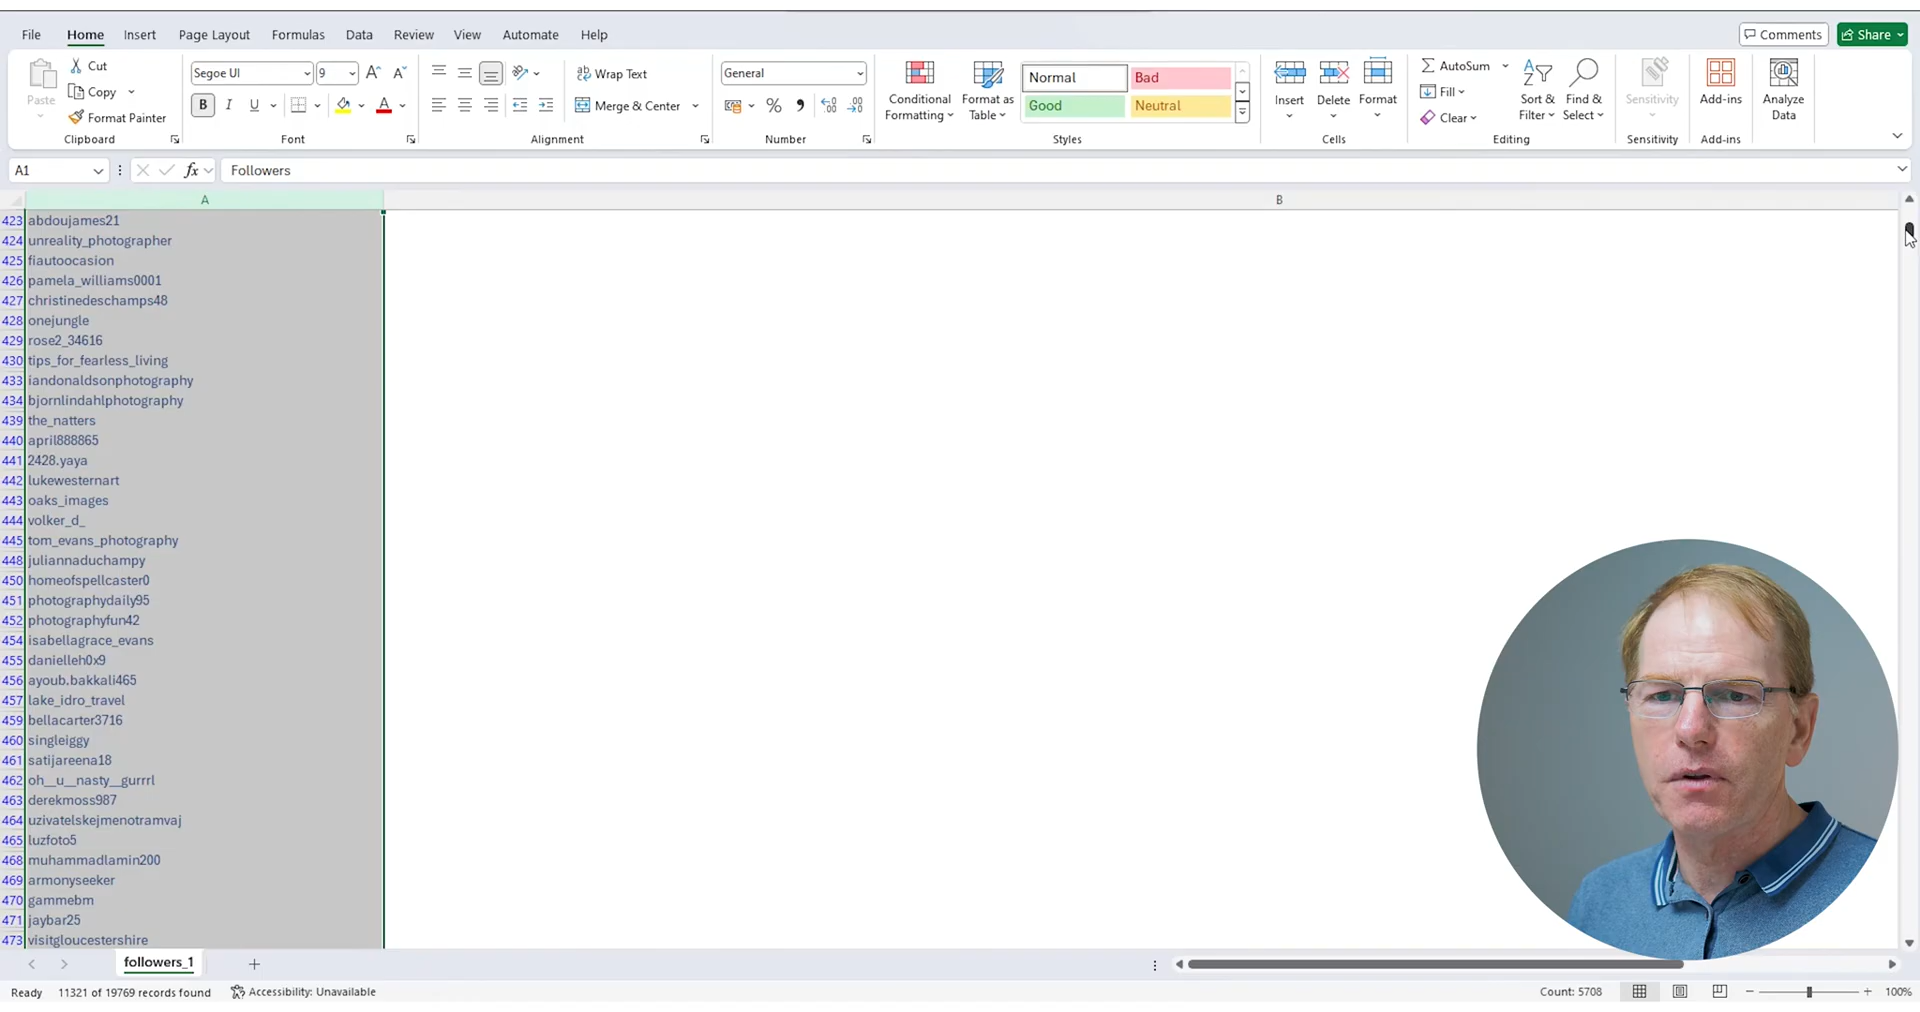 File Home Insert Page Layout Formulas Data Review View Automate Help Comments Share
Paste Cut Copy Format Painter Clipboard
Segoe UI 9 A A B I U A Font
ab Wrap Text Merge & Center Alignment
General % , Number
Conditional Formatting Format as Table Normal Bad Good Neutral Styles
Insert Delete Format Cells
AutoSum Fill Clear Sort & Filter Find & Select Editing
Sensitivity Sensitivity
Add-ins Add-ins
Analyze Data
A1 fx Followers
A B
423 abdoujames21
424 unreality_photographer
425 fiautoocasion
426 pamela_williams0001
427 christinedeschamps48
428 onejungle
429 rose2_34616
430 tips_for_fearless_living
433 iandonaldsonphotography
434 bjornlindahlphotography
439 the_natters
440 april888865
441 2428.yaya
442 lukewesternart
443 oaks_images
444 volker_d_
445 tom_evans_photography
448 juliannaduchampy
450 homeofspellcaster0
451 photographydaily95
452 photographyfun42
454 isabellagrace_evans
455 danielleh0x9
456 ayoub.bakkali465
457 lake_idro_travel
459 bellacarter3716
460 singleiggy
461 satijareena18
462 oh__u__nasty__gurrrl
463 derekmoss987
464 uzivatelskejmenotramvaj
465 luzfoto5
468 muhammadlamin200
469 armonyseeker
470 gammebm
471 jaybar25
473 visitgloucestershire
followers_1
Ready 11321 of 19769 records found Accessibility: Unavailable Count: 5708 100%